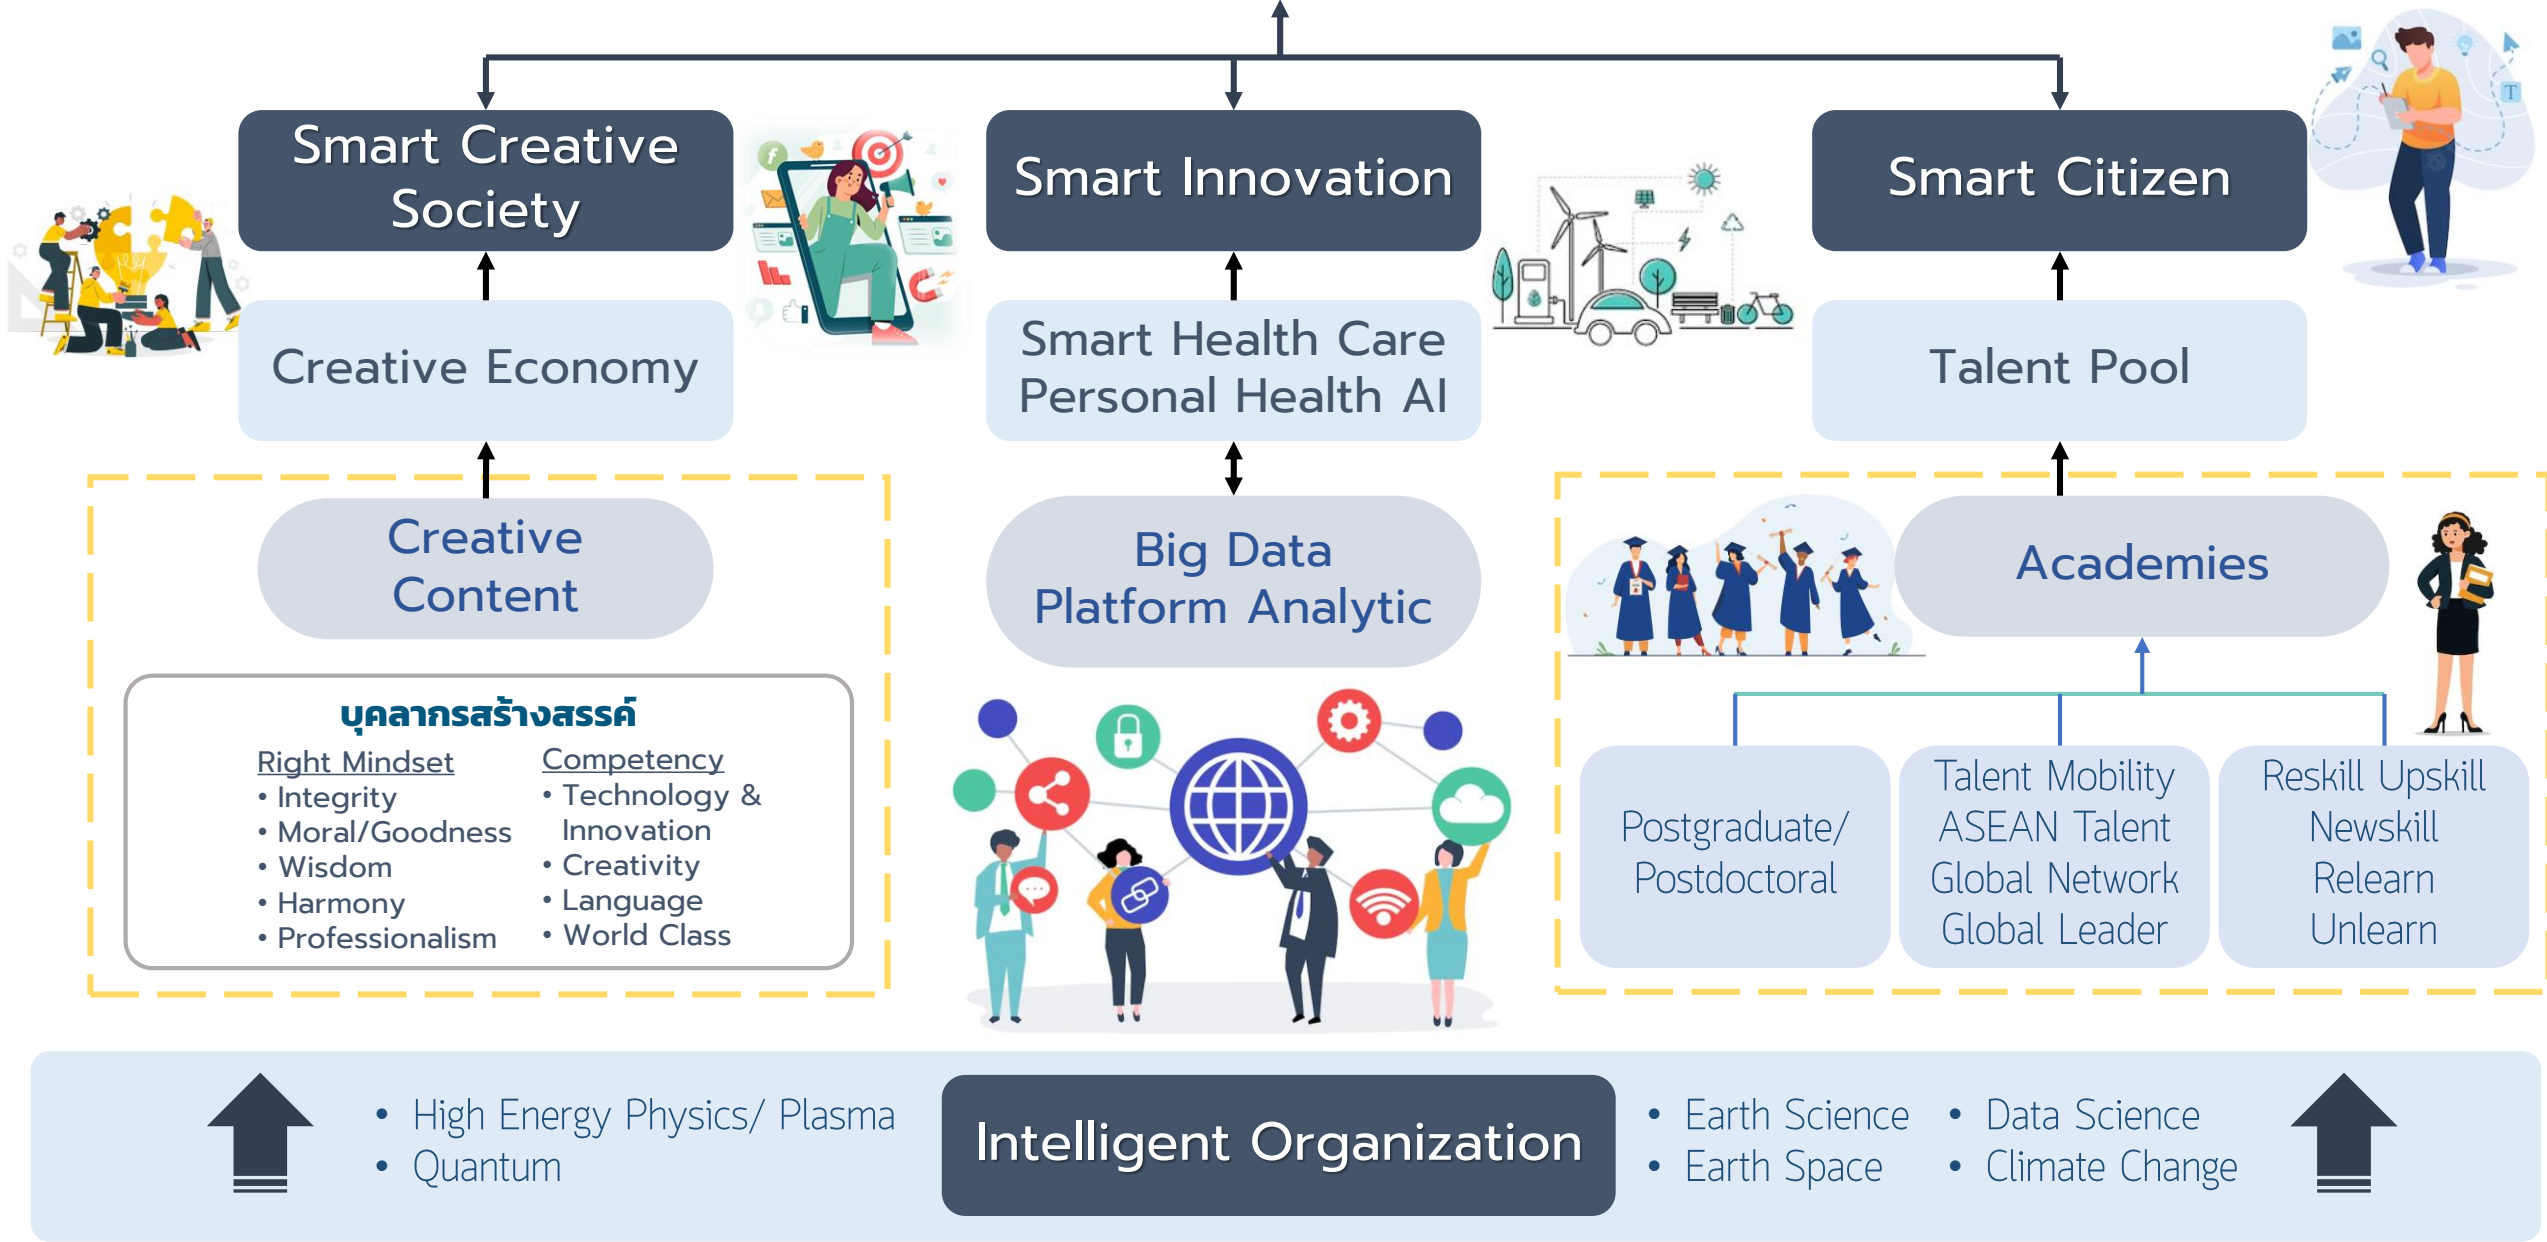 Smart Creative
Society
Smart Innovation
Smart Citizen
Creative Economy
Smart Health Care
Personal Health AI
Talent Pool
Creative
Content
Big Data
Platform Analytic
Academies
บุคลากรสร้างสรรค์
Right Mindset
• Integrity
• Moral/Goodness
• Wisdom
• Harmony
• Professionalism
Competency
• Technology &
Innovation
• Creativity
• Language
• World Class
Postgraduate/
Postdoctoral
Talent Mobility
ASEAN Talent
Global Network
Global Leader
Reskill Upskill
Newskill
Relearn
Unlearn
• High Energy Physics/ Plasma
• Quantum
Intelligent Organization
• Earth Science
• Earth Space
• Data Science
• Climate Change
T
f